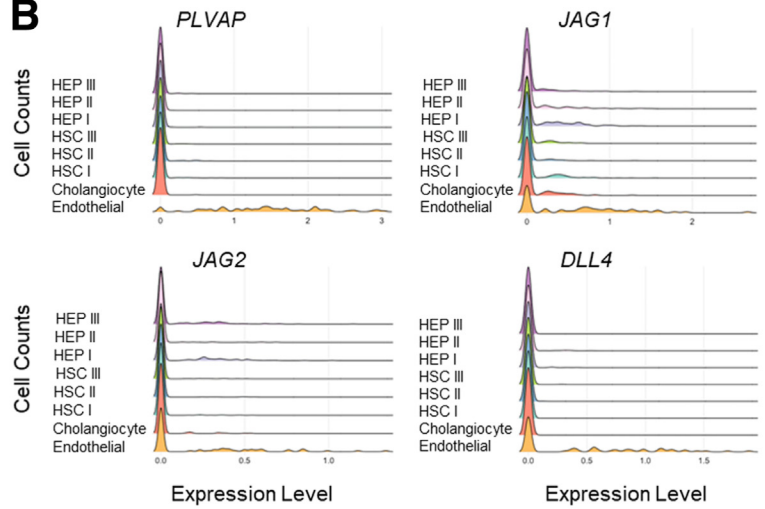 B
PLVAP
Cell Counts
HEP III
HEP II
HEP I
HSC III
HSC II
HSC I
Cholangiocyte
Endothelial
0 1 2 3
JAG1
HEP III
HEP II
HEP I
HSC III
HSC II
HSC I
Cholangiocyte
Endothelial
0 1 2
JAG2
Cell Counts
HEP III
HEP II
HEP I
HSC III
HSC II
HSC I
Cholangiocyte
Endothelial
0.0 0.5 1.0
Expression Level
DLL4
HEP III
HEP II
HEP I
HSC III
HSC II
HSC I
Cholangiocyte
Endothelial
0.0 0.5 1.0 1.5
Expression Level